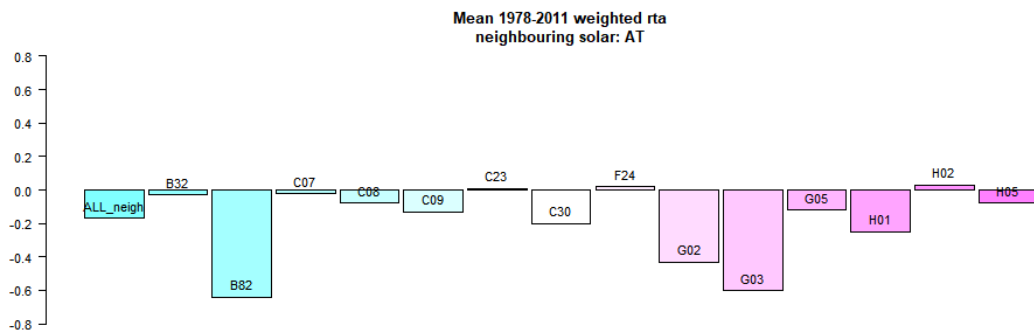 Mean 1978-2011 weighted rta
neighbouring solar: AT
0.8
0.6
0.4
0.2
0.0
-0.2
-0.4
-0.6
-0.8
ALL_neigh
B32
B82
C07
C08
C09
C23
C30
F24
G02
G03
G05
H01
H02
H05